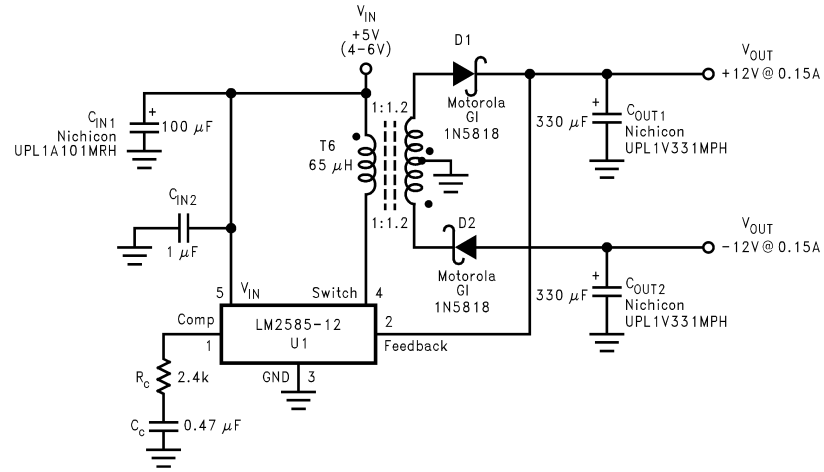 V_IN
+5V
(4-6V)
C_IN1
Nichicon
UPL1A101MRH
+
100 μF
C_IN2
1 μF
T6
65 μH
1:1.2
1:1.2
D1
Motorola
GI
1N5818
+
330 μF
C_OUT1
Nichicon
UPL1V331MPH
V_OUT
+12V@0.15A
D2
Motorola
GI
1N5818
+
330 μF
C_OUT2
Nichicon
UPL1V331MPH
V_OUT
-12V@0.15A
5 V_IN
Switch 4
Comp
1
LM2585-12
U1
2
Feedback
GND 3
R_c 2.4k
C_c 0.47 μF